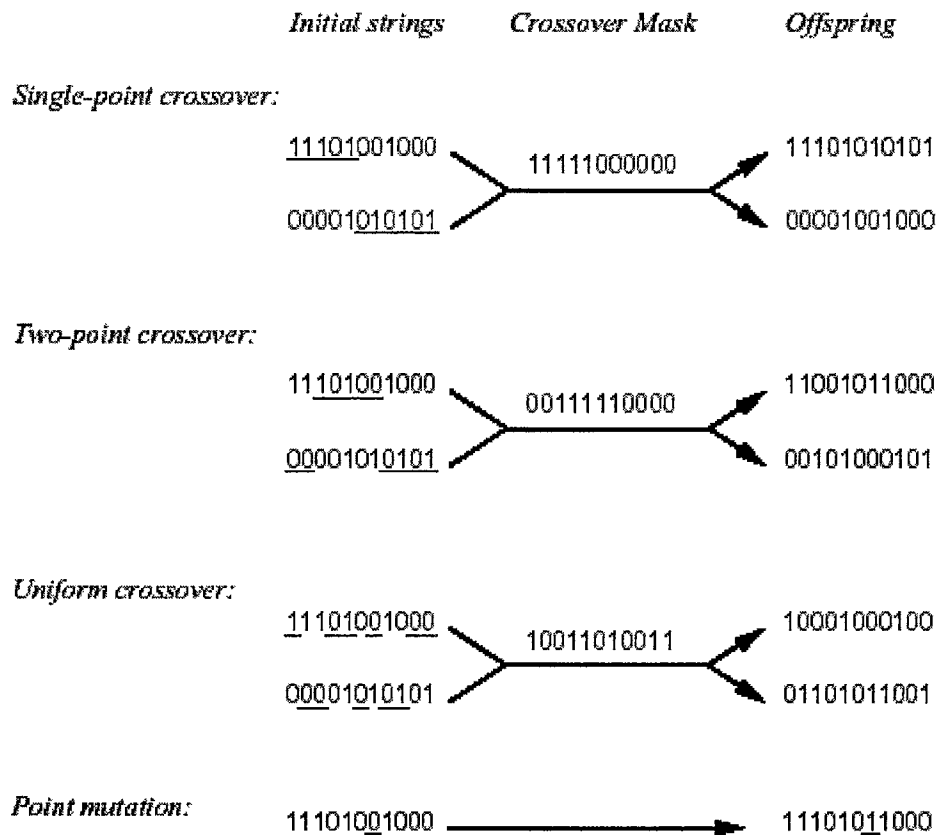 Initial strings Crossover Mask Offspring
Single-point crossover:
11101001000 11111000000 11101010101
00001010101 00001001000
Two-point crossover:
11101001000 00111110000 11001011000
00001010101 00101000101
Uniform crossover:
11101001000 10011010011 10001000100
00001010101 01101011001
Point mutation:
11101001000 11101011000